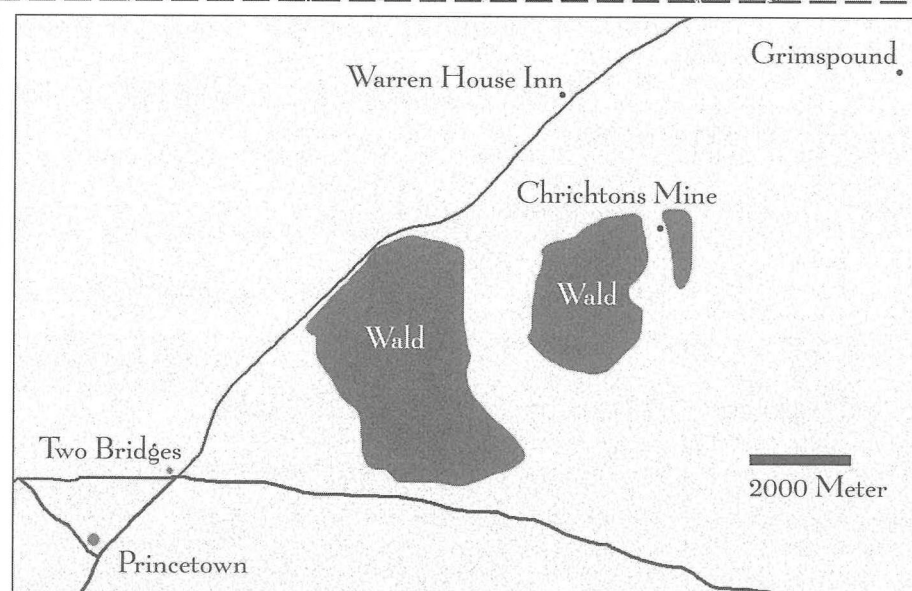 Grimspound
Warren House Inn
Chrichtons Mine
Wald
Wald
Two Bridges
2000 Meter
Princetown